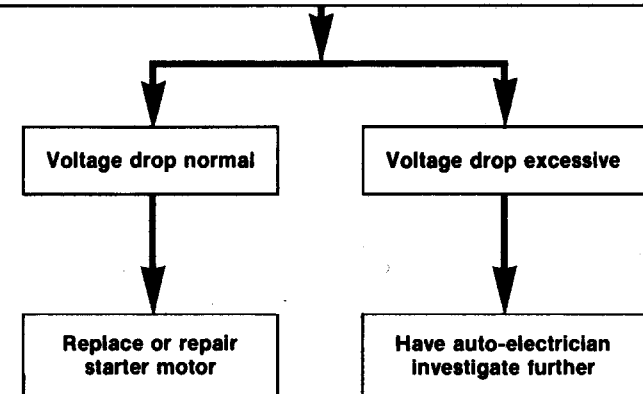 Voltage drop normal
Voltage drop excessive
Replace or repair
starter motor
Have auto-electrician
investigate further